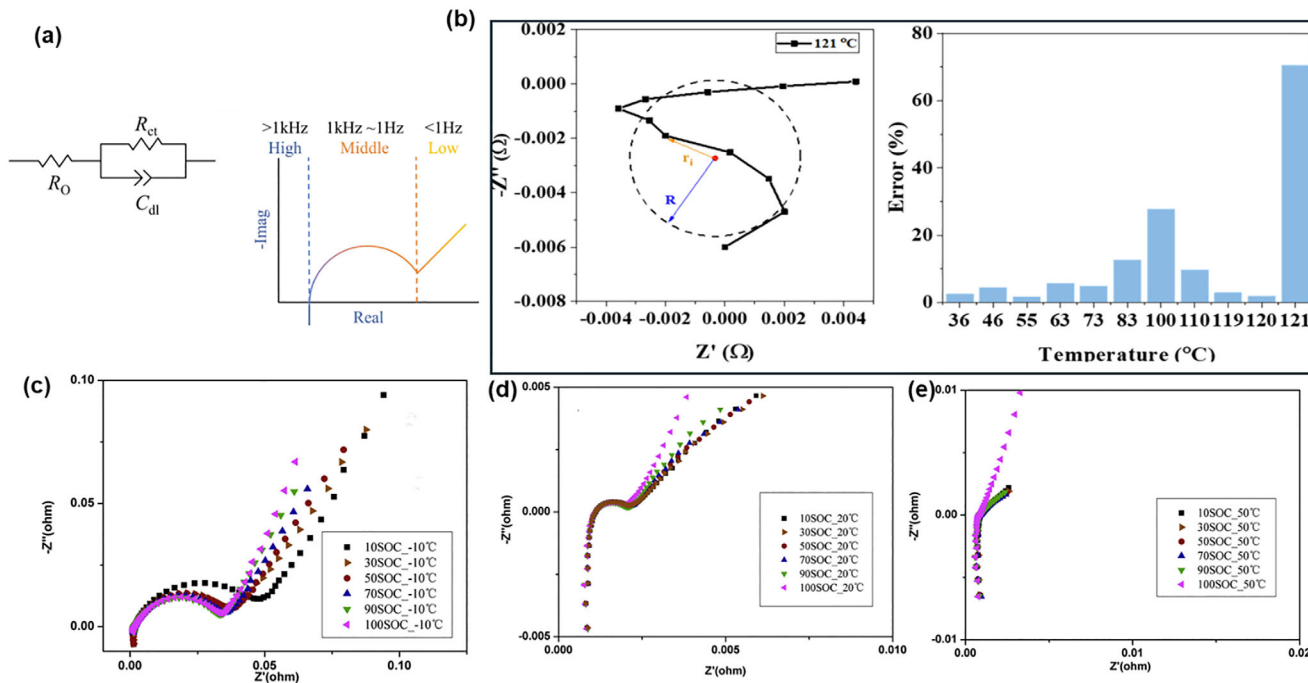 (a)
R_ct
R_O
C_dl
>1kHz 1kHz ~1Hz <1Hz
High Middle Low
-Imag
Real
(b)
0.002
0.000
-0.002
-0.004
-0.006
-0.008
-Z'' (Ω)
121 °C
r_i
R
-0.004 -0.002 0.000 0.002 0.004
Z' (Ω)
80
60
40
20
0
Error (%)
36 46 55 63 73 83 100 110 119 120 121
Temperature (°C)
(c)
0.10
0.05
0.00
-Z''(ohm)
10SOC_-10℃
30SOC_-10℃
50SOC_-10℃
70SOC_-10℃
90SOC_-10℃
100SOC_-10℃
0.00 0.05 0.10
Z'(ohm)
(d)
0.005
0.000
-0.005
-Z''(ohm)
10SOC_20℃
30SOC_20℃
50SOC_20℃
70SOC_20℃
90SOC_20℃
100SOC_20℃
0.000 0.005 0.010
Z'(ohm)
(e)
0.01
0.00
-0.01
-Z''(ohm)
10SOC_50℃
30SOC_50℃
50SOC_50℃
70SOC_50℃
90SOC_50℃
100SOC_50℃
0.00 0.01 0.02
Z'(ohm)